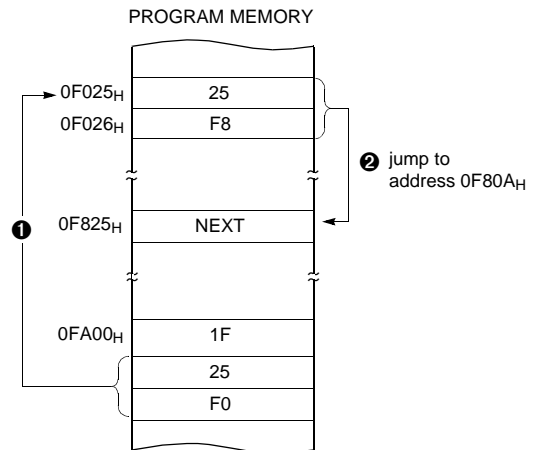 PROGRAM MEMORY
0F025H 25
0F026H F8
❷ jump to
address 0F80AH
❶
0F825H NEXT
0FA00H 1F
25
F0